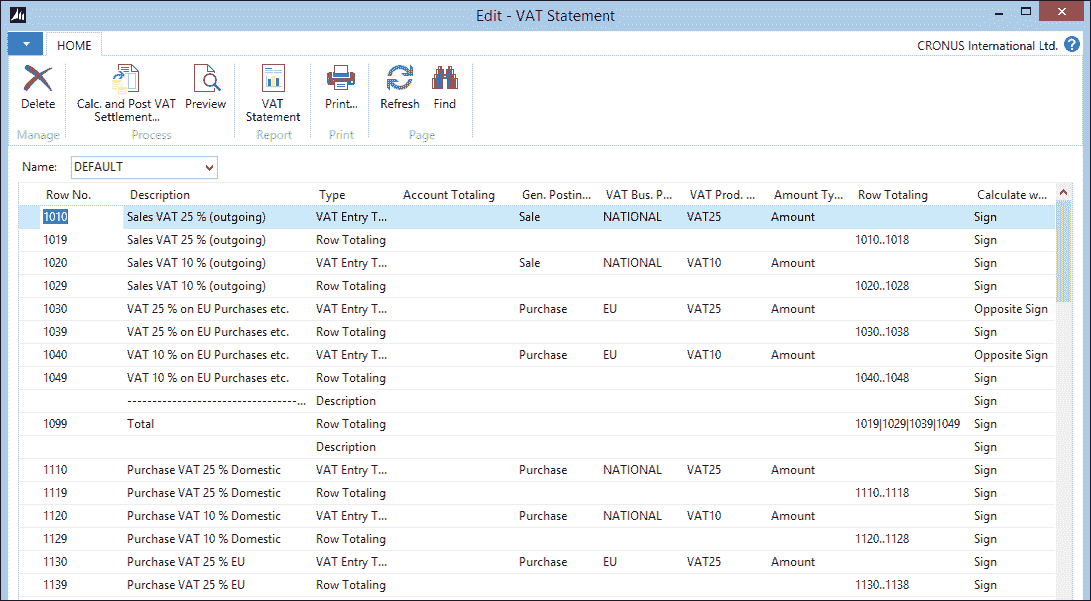 Edit - VAT Statement
HOME
CRONUS International Ltd. ?
Delete
Calc. and Post VAT Settlement...
Preview
VAT Statement
Print...
Refresh
Find
Manage Process Report Print Page
Name: DEFAULT
Row No. Description Type Account Totaling Gen. Postin... VAT Bus. P... VAT Prod. ... Amount Ty... Row Totaling Calculate w...
1010 Sales VAT 25 % (outgoing) VAT Entry T... Sale NATIONAL VAT25 Amount Sign
1019 Sales VAT 25 % (outgoing) Row Totaling 1010..1018 Sign
1020 Sales VAT 10 % (outgoing) VAT Entry T... Sale NATIONAL VAT10 Amount Sign
1029 Sales VAT 10 % (outgoing) Row Totaling 1020..1028 Sign
1030 VAT 25 % on EU Purchases etc. VAT Entry T... Purchase EU VAT25 Amount Opposite Sign
1039 VAT 25 % on EU Purchases etc. Row Totaling 1030..1038 Sign
1040 VAT 10 % on EU Purchases etc. VAT Entry T... Purchase EU VAT10 Amount Opposite Sign
1049 VAT 10 % on EU Purchases etc. Row Totaling 1040..1048 Sign
----------------------------------... Description Sign
1099 Total Row Totaling 1019|1029|1039|1049 Sign
Description Sign
1110 Purchase VAT 25 % Domestic VAT Entry T... Purchase NATIONAL VAT25 Amount Sign
1119 Purchase VAT 25 % Domestic Row Totaling 1110..1118 Sign
1120 Purchase VAT 10 % Domestic VAT Entry T... Purchase NATIONAL VAT10 Amount Sign
1129 Purchase VAT 10 % Domestic Row Totaling 1120..1128 Sign
1130 Purchase VAT 25 % EU VAT Entry T... Purchase EU VAT25 Amount Sign
1139 Purchase VAT 25 % EU Row Totaling 1130..1138 Sign